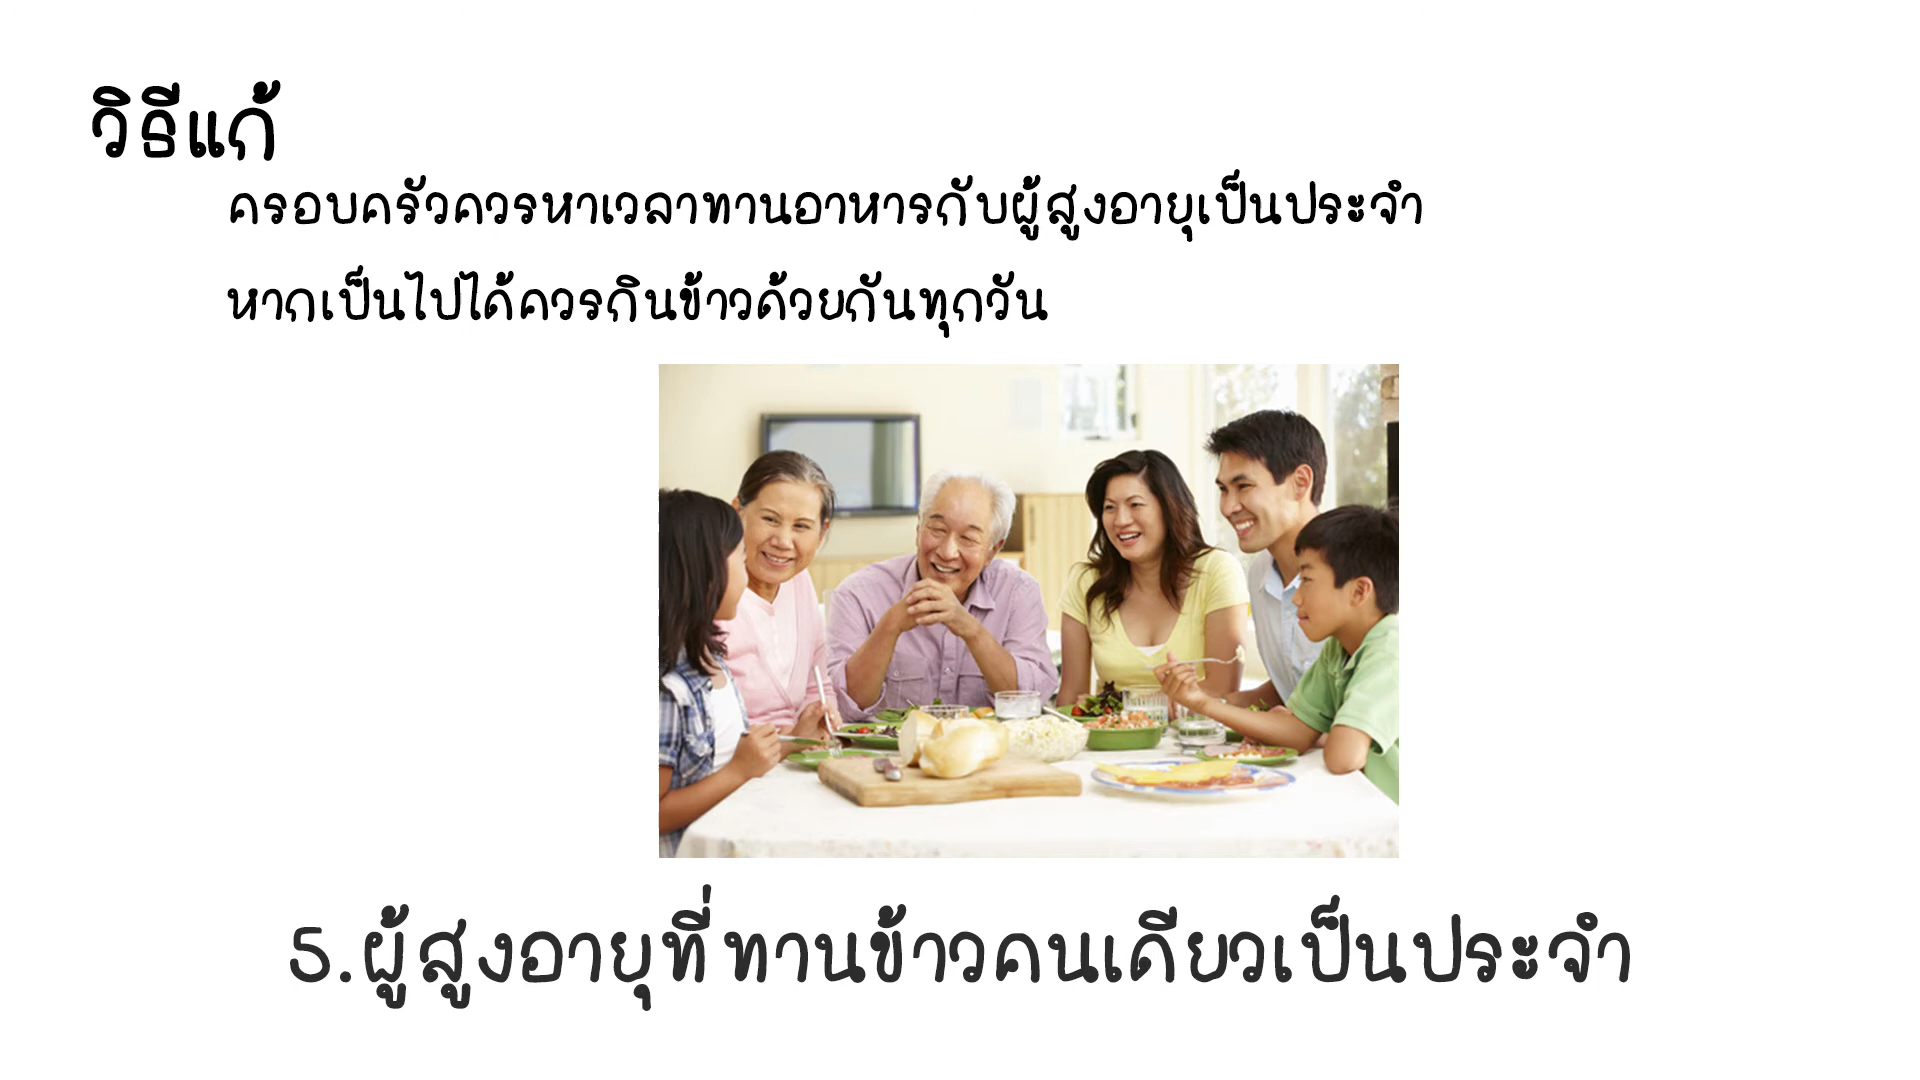 วิธีแก้
ครอบครัวควรหาเวลาทานอาหารกับผู้สูงอายุเป็นประจำ
หากเป็นไปได้ควรกินข้าวด้วยกันทุกวัน
5.ผู้สูงอายุที่ทานข้าวคนเดียวเป็นประจำ